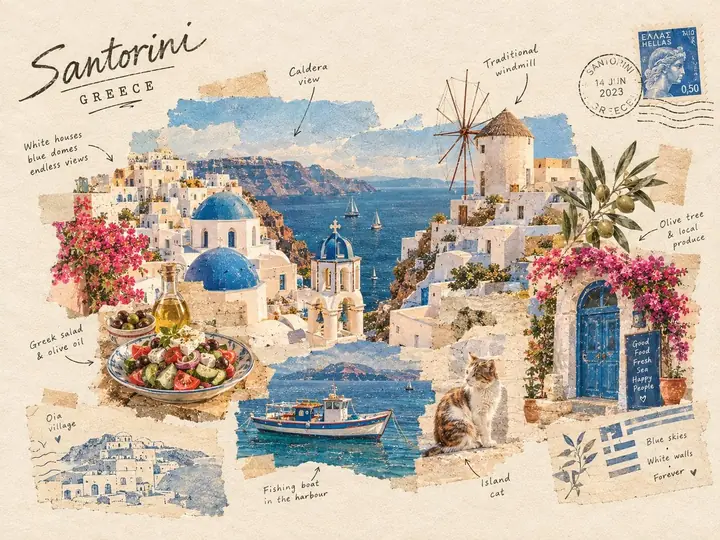 Santorini
GREECE
Caldera
view
Traditional
windmill
SANTORINI
14 JUN
2023
GREECE
ΕΛΛΑΣ
HELLAS
0,50
White houses
blue domes
endless views
Olive tree
& local
produce
Greek salad
& olive oil
Good
Food
Fresh
Sea
Happy
People
Oia
village
Fishing boat
in the harbour
Island
cat
Blue skies
White walls
Forever